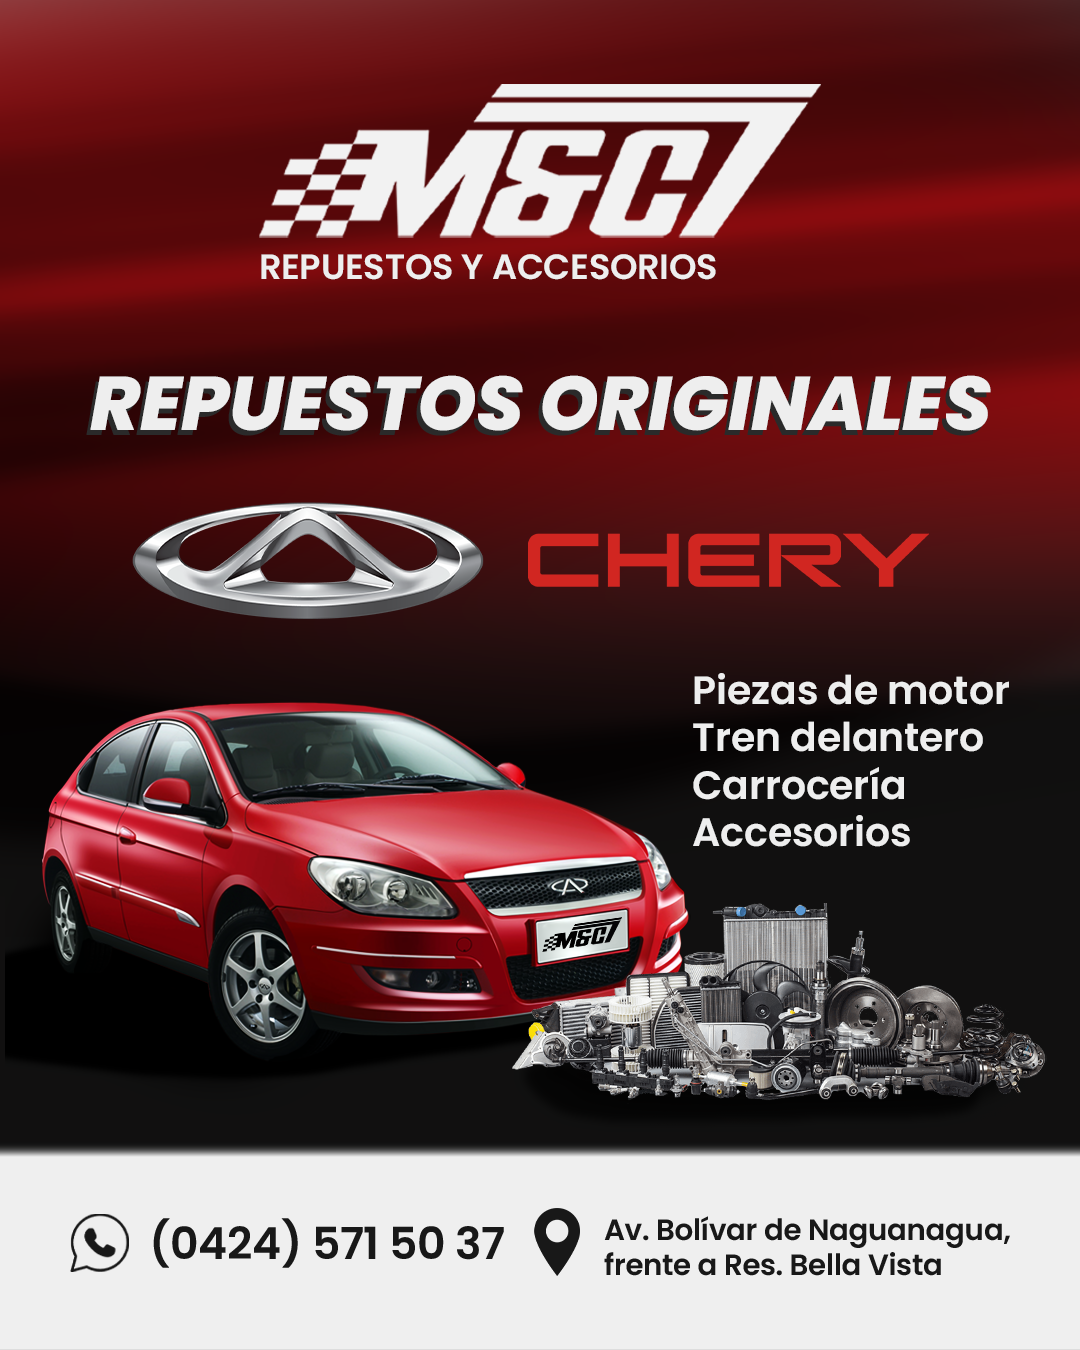 M&C7
REPUESTOS Y ACCESORIOS
REPUESTOS ORIGINALES
CHERY
Piezas de motor
Tren delantero
Carrocería
Accesorios
M&C7
(0424) 571 50 37
Av. Bolívar de Naguanagua,
frente a Res. Bella Vista